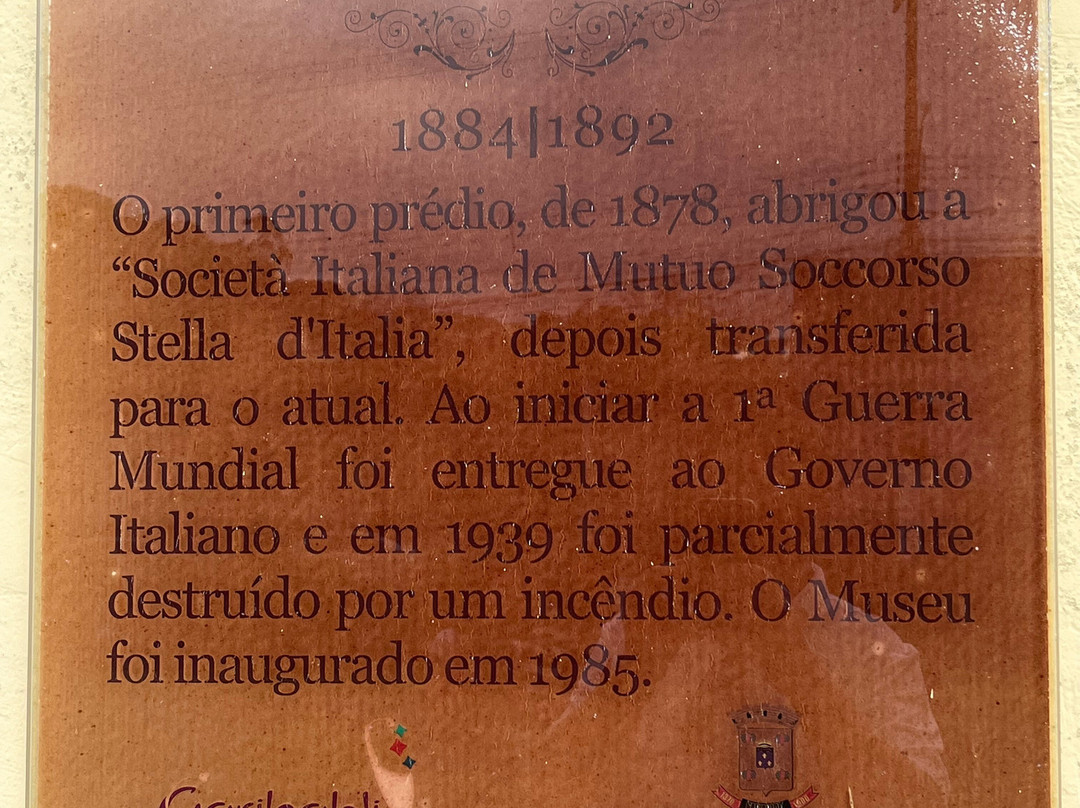 1884|1892
O primeiro prédio, de 1878, abrigou a
“Società Italiana de Mutuo Soccorso
Stella d'Italia”, depois transferida
para o atual. Ao iniciar a 1ª Guerra
Mundial foi entregue ao Governo
Italiano e em 1939 foi parcialmente
destruído por um incêndio. O Museu
foi inaugurado em 1985.